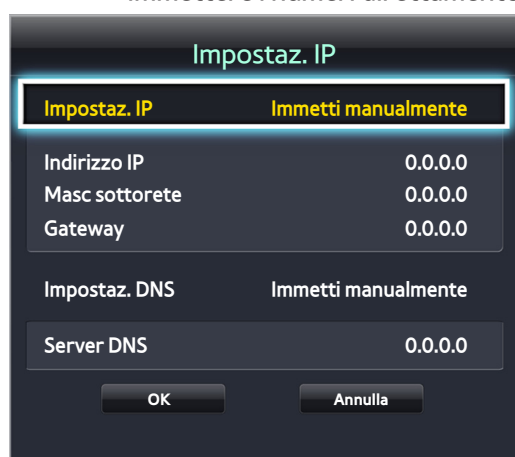 Impostaz. IP
Impostaz. IP Immetti manualmente
Indirizzo IP 0.0.0.0
Masc sottorete 0.0.0.0
Gateway 0.0.0.0
Impostaz. DNS Immetti manualmente
Server DNS 0.0.0.0
OK Annulla